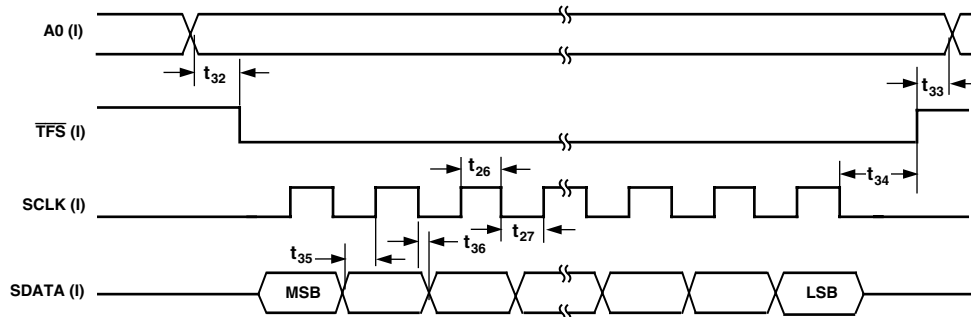 A0 (I)
t32
t33
TFS (I)
t26
t34
SCLK (I)
t27
t36
t35
SDATA (I)
MSB
LSB